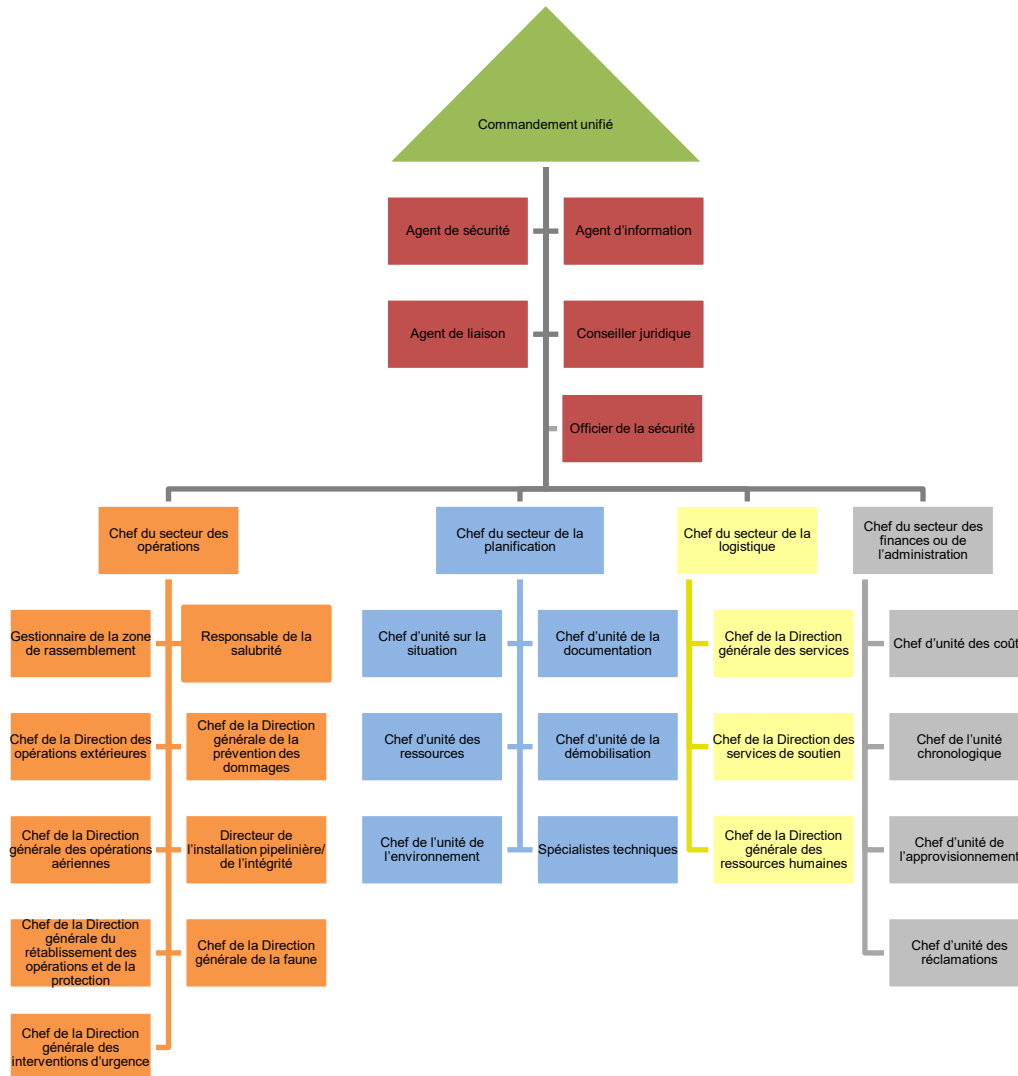 Commandement unifié
Agent de sécurité
Agent d’information
Agent de liaison
Conseiller juridique
Officier de la sécurité
Chef du secteur des
opérations
Chef du secteur de la
planification
Chef du secteur de la
logistique
Chef du secteur des
finances ou de
l’administration
Gestionnaire de la zone
de rassemblement
Responsable de la
salubrité
Chef d’unité sur la
situation
Chef d’unité de la
documentation
Chef de la Direction
générale des services
Chef d’unité des coût
Chef de la Direction des
opérations extérieures
Chef de la Direction
générale de la
prévention des
dommages
Chef d’unité des
ressources
Chef d’unité de la
démobilisation
Chef de la Direction des
services de soutien
Chef de l’unité
chronologique
Chef de la Direction
générale des opérations
aériennes
Directeur de
l’installation pipelinière/
de l’intégrité
Chef de l’unité de
l’environnement
Spécialistes techniques
Chef de la Direction
générale des
ressources humaines
Chef d’unité de
l’approvisionnement
Chef de la Direction
générale du
rétablissement des
opérations et de la
protection
Chef de la Direction
générale de la faune
Chef d’unité des
réclamations
Chef de la Direction
générale des
interventions d’urgence